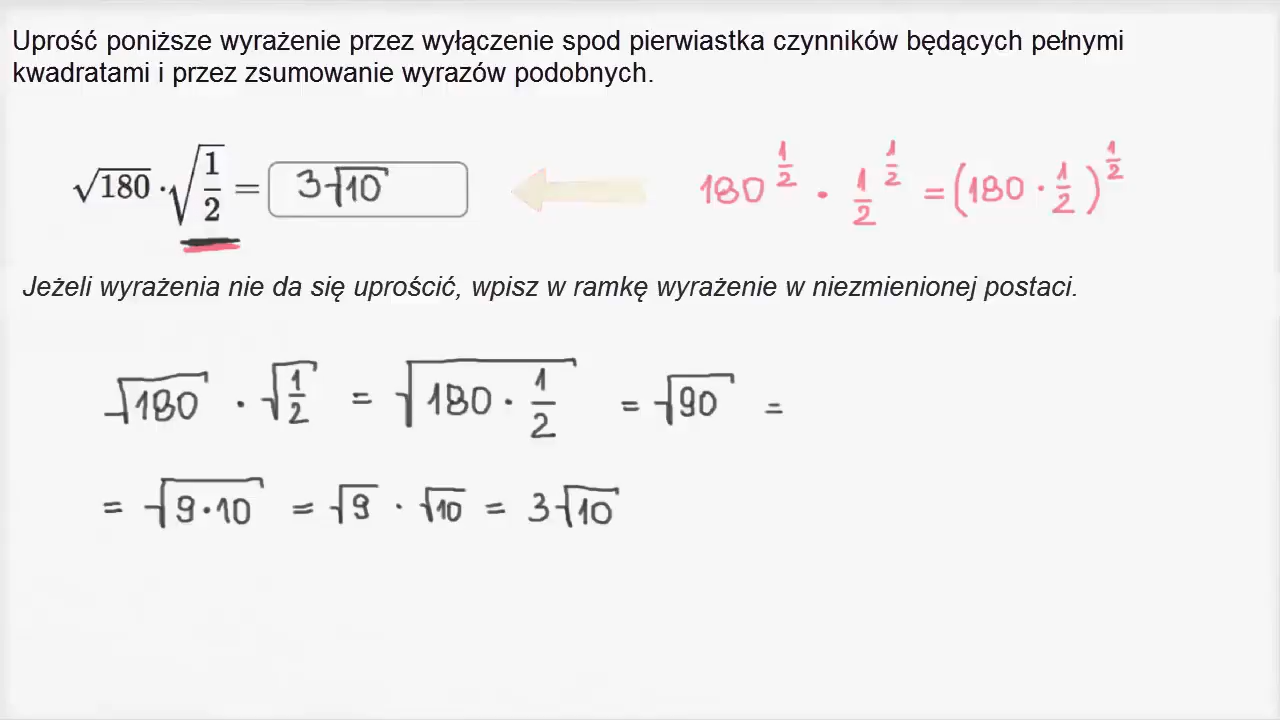 Uprość poniższe wyrażenie przez wyłączenie spod pierwiastka czynników będących pełnymi
kwadratami i przez zsumowanie wyrazów podobnych.
√180 · √(1/2) = 3√10
180^(1/2) · 1/2^(1/2) = (180 · 1/2)^(1/2)
Jeżeli wyrażenia nie da się uprościć, wpisz w ramkę wyrażenie w niezmienionej postaci.
√180 · √(1/2) = √(180 · 1/2) = √90 =
= √(9·10) = √9 · √10 = 3√10